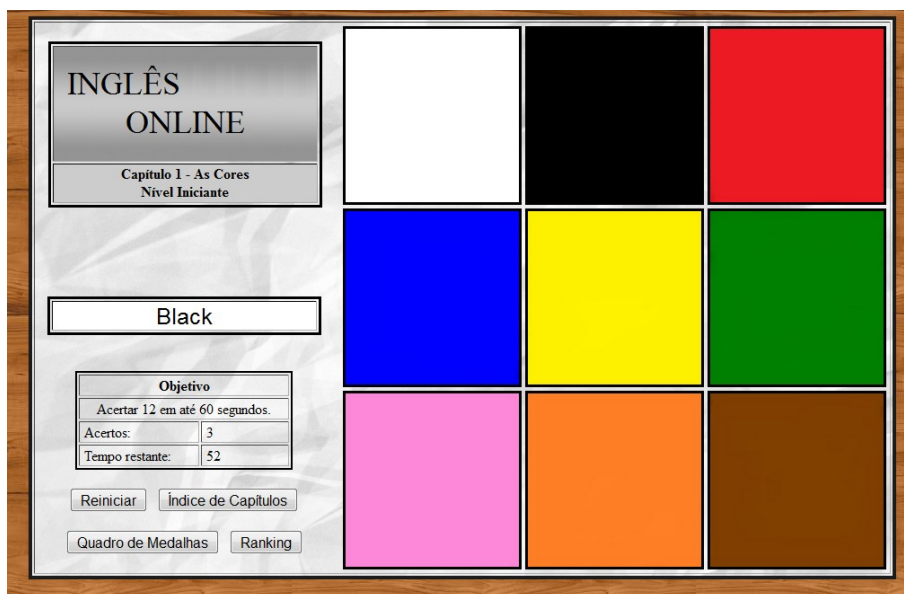 INGLÊS
ONLINE
Capítulo 1 - As Cores
Nível Iniciante
Black
Objetivo
Acertar 12 em até 60 segundos.
Acertos: 3
Tempo restante: 52
Reiniciar Índice de Capítulos
Quadro de Medalhas Ranking